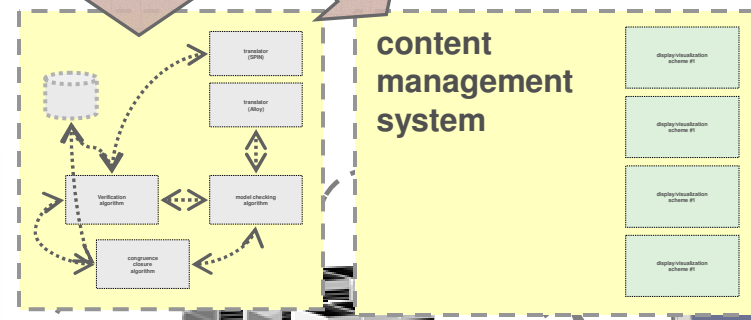 translator
(SPIN)
translator
(Alloy)
Verification
algorithm
model checking
algorithm
congruence
closure
algorithm
content
management
system
display/visualization
scheme #1
display/visualization
scheme #1
display/visualization
scheme #1
display/visualization
scheme #1